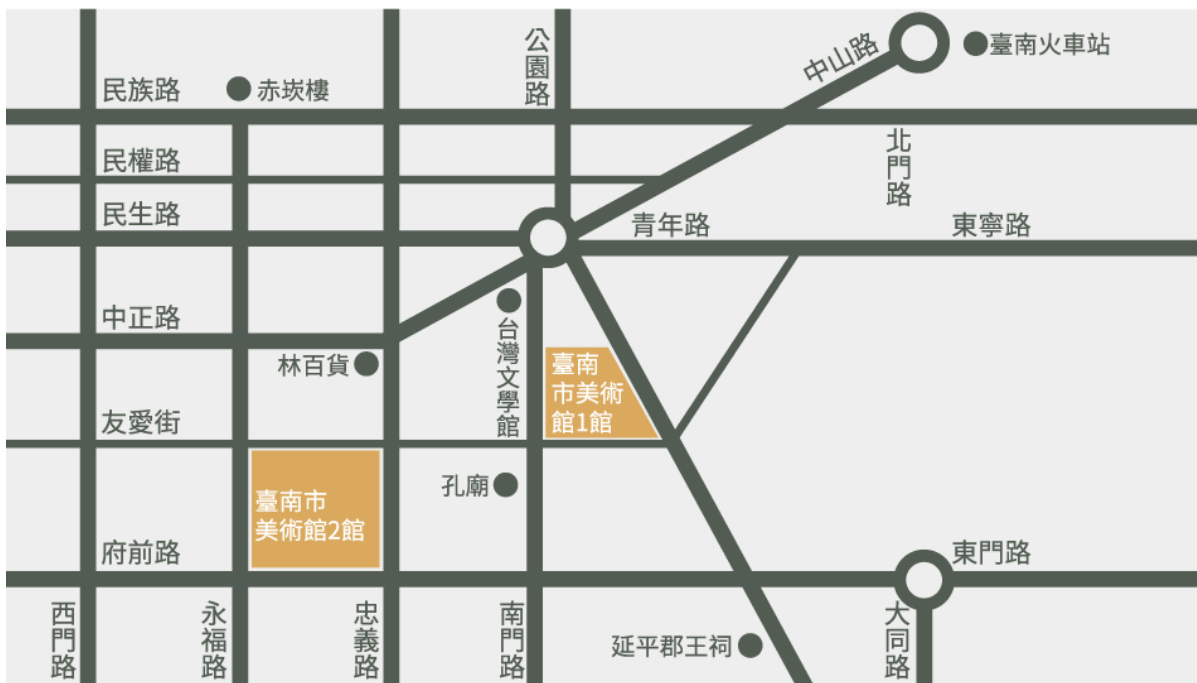 公園路
中山路
臺南火車站
民族路
赤崁樓
北門路
民權路
民生路
青年路
東寧路
中正路
台灣文學館
林百貨
臺南
市美術
館1館
友愛街
孔廟
臺南市
美術館2館
府前路
東門路
西門路
永福路
忠義路
南門路
延平郡王祠
大同路